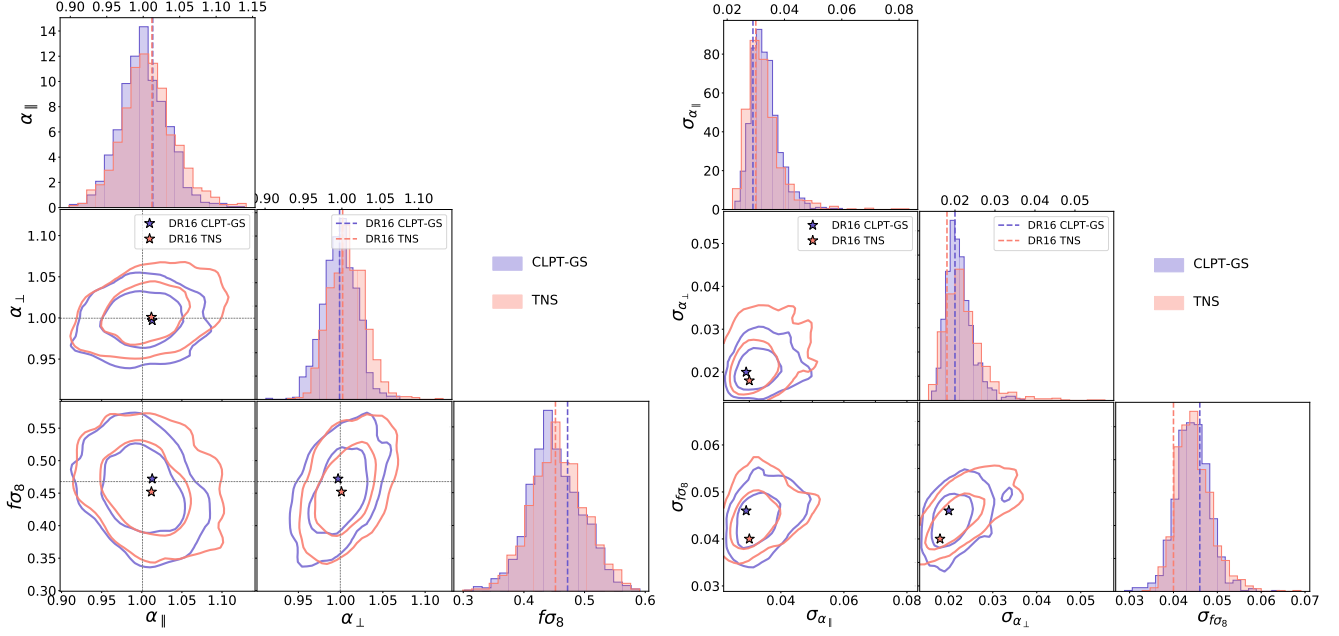 0.90 0.95 1.00 1.05 1.10 1.15
14
12
10
8
6
4
2
0
α∥
0.90 0.95 1.00 1.05 1.10
DR16 CLPT-GS
DR16 TNS
DR16 CLPT-GS
DR16 TNS
1.10
1.05
1.00
0.95
α⊥
CLPT-GS
TNS
0.55
0.50
0.45
0.40
0.35
0.30
fσ8
0.90 0.95 1.00 1.05 1.10
0.95 1.00 1.05 1.10
0.3 0.4 0.5 0.6
α∥
α⊥
fσ8
0.02 0.04 0.06 0.08
80
60
40
20
0
σα∥
0.02 0.03 0.04 0.05
DR16 CLPT-GS
DR16 TNS
DR16 CLPT-GS
DR16 TNS
0.05
0.04
0.03
0.02
σα⊥
CLPT-GS
TNS
0.06
0.05
0.04
0.03
σfσ8
0.04 0.06 0.08
0.02 0.03 0.04 0.05
0.03 0.04 0.05 0.06 0.07
σα∥
σα⊥
σfσ8